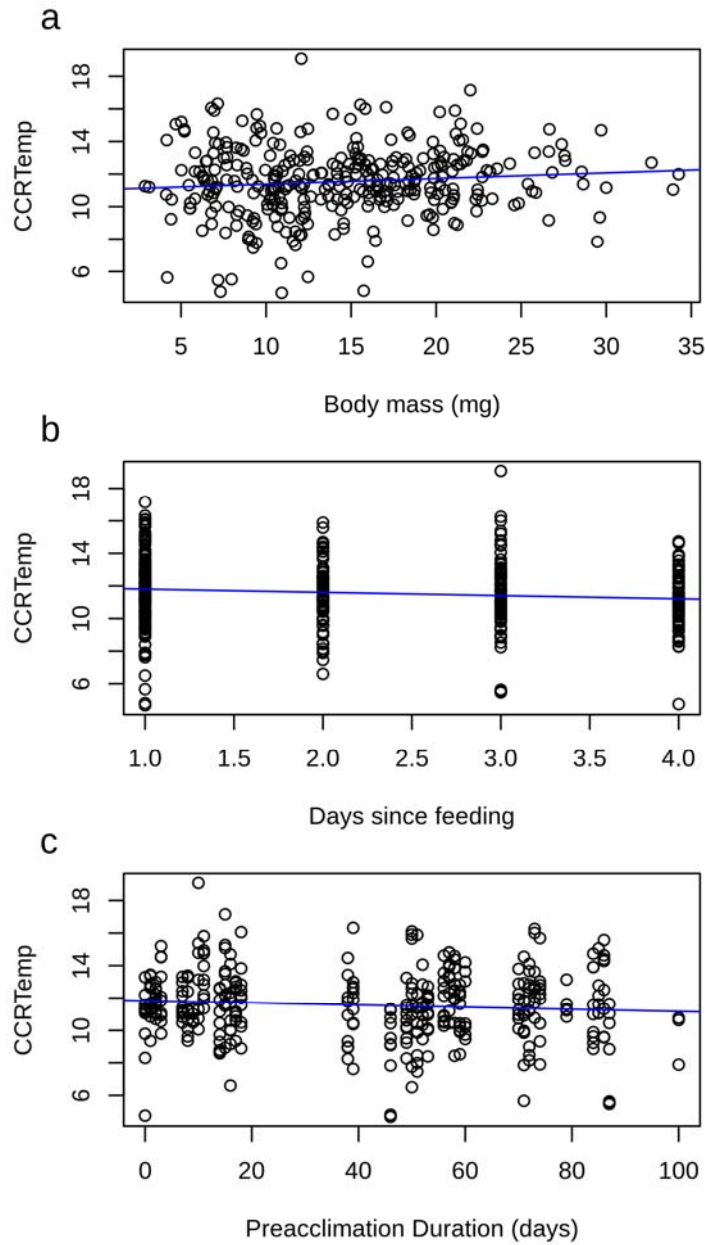 a
CCRTemp
18
14
10
6
5 10 15 20 25 30 35
Body mass (mg)
b
CCRTemp
18
14
10
6
1.0 1.5 2.0 2.5 3.0 3.5 4.0
Days since feeding
c
CCRTemp
18
14
10
6
0 20 40 60 80 100
Preacclimation Duration (days)